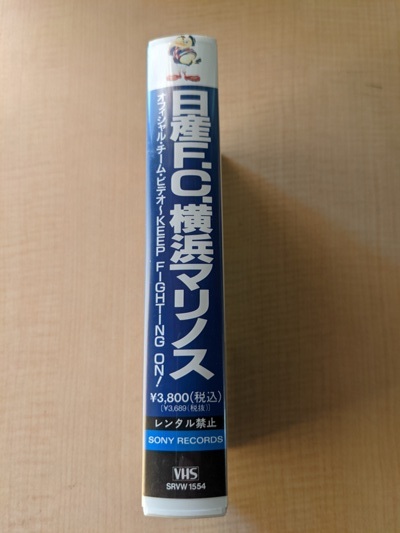 日産F.C.横浜マリノス
オフィシャル・チーム・ビデオ~KEEP FIGHTING ON!
¥3,800(税込)
(¥3,689(税抜))
レンタル禁止
SONY RECORDS
VHS
SRVW 1554